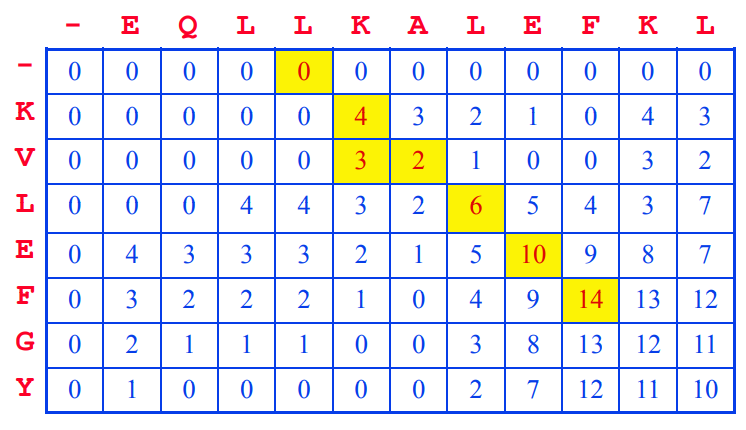 - E Q L L K A L E F K L
- 0 0 0 0 0 0 0 0 0 0 0 0
K 0 0 0 0 0 4 3 2 1 0 4 3
V 0 0 0 0 0 3 2 1 0 0 3 2
L 0 0 0 4 4 3 2 6 5 4 3 7
E 0 4 3 3 3 2 1 5 10 9 8 7
F 0 3 2 2 2 1 0 4 9 14 13 12
G 0 2 1 1 1 0 0 3 8 13 12 11
Y 0 1 0 0 0 0 0 2 7 12 11 10